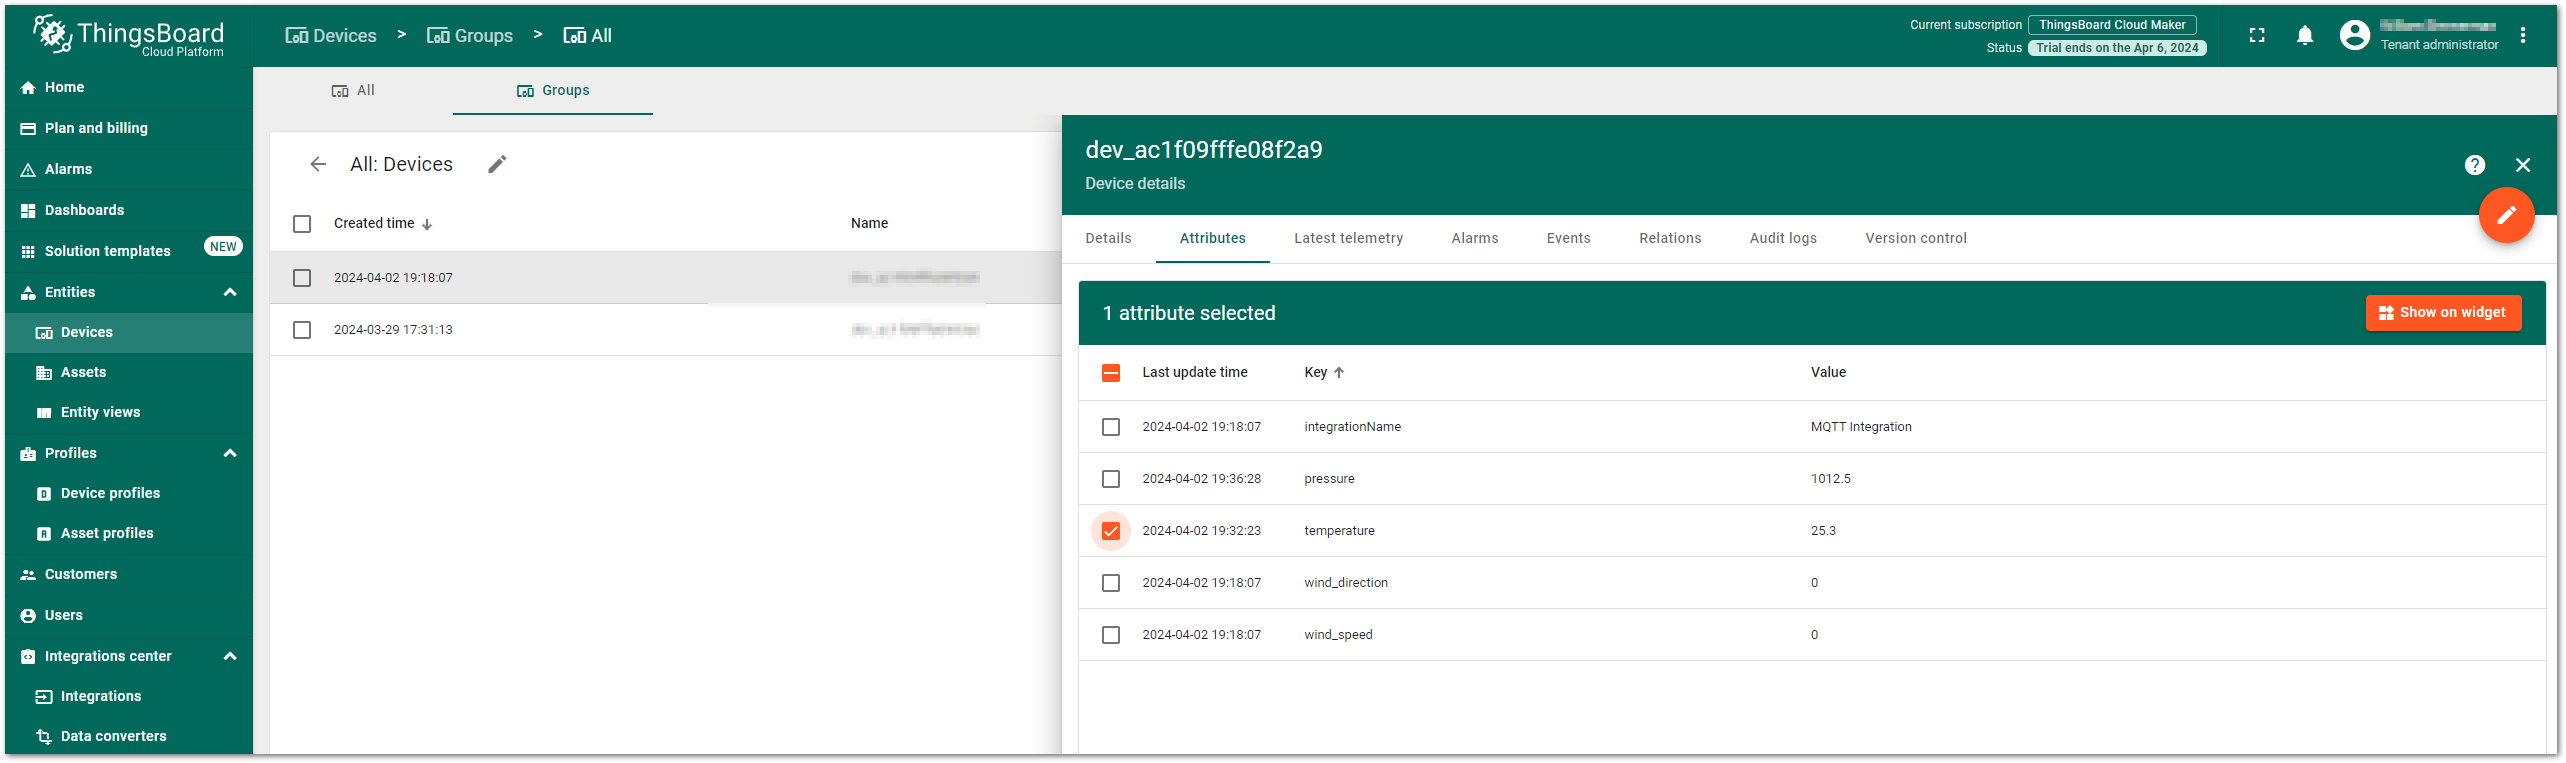 ThingsBoard
Cloud Platform
Devices > Groups > All
Current subscription ThingsBoard Cloud Maker
Status Trial ends on the Apr 6, 2024
Tenant administrator
Home
Plan and billing
Alarms
Dashboards
Solution templates NEW
Entities
Devices
Assets
Entity views
Profiles
Device profiles
Asset profiles
Customers
Users
Integrations center
Integrations
Data converters
All Groups
All: Devices
Created time Name
2024-04-02 19:18:07
2024-03-29 17:31:13
dev_ac1f09fffe08f2a9
Device details
Details Attributes Latest telemetry Alarms Events Relations Audit logs Version control
1 attribute selected Show on widget
Last update time Key Value
2024-04-02 19:18:07 integrationName MQTT Integration
2024-04-02 19:36:28 pressure 1012.5
2024-04-02 19:32:23 temperature 25.3
2024-04-02 19:18:07 wind_direction 0
2024-04-02 19:18:07 wind_speed 0